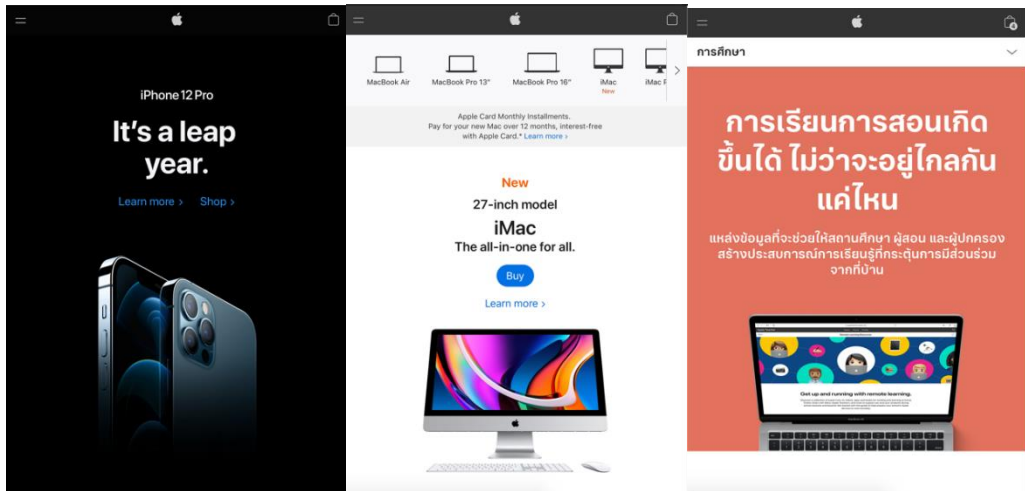 iPhone 12 Pro
It's a leap
year.
Learn more > Shop >
MacBook Air MacBook Pro 13" MacBook Pro 16" iMac
New
Apple Card Monthly Installments.
Pay for your new Mac over 12 months, interest-free
with Apple Card.* Learn more >
New
27-inch model
iMac
The all-in-one for all.
Buy
Learn more >
การศึกษา
การเรียนการสอนเกิด
ขึ้นได้ ไม่ว่าจะอยู่ไกลกัน
แค่ไหน
แหล่งข้อมูลที่จะช่วยให้สถานศึกษา ผู้สอน และผู้ปกครอง
สร้างประสบการณ์การเรียนรู้ที่กระตุ้นการมีส่วนร่วม
จากที่บ้าน
Get up and running with remote learning.